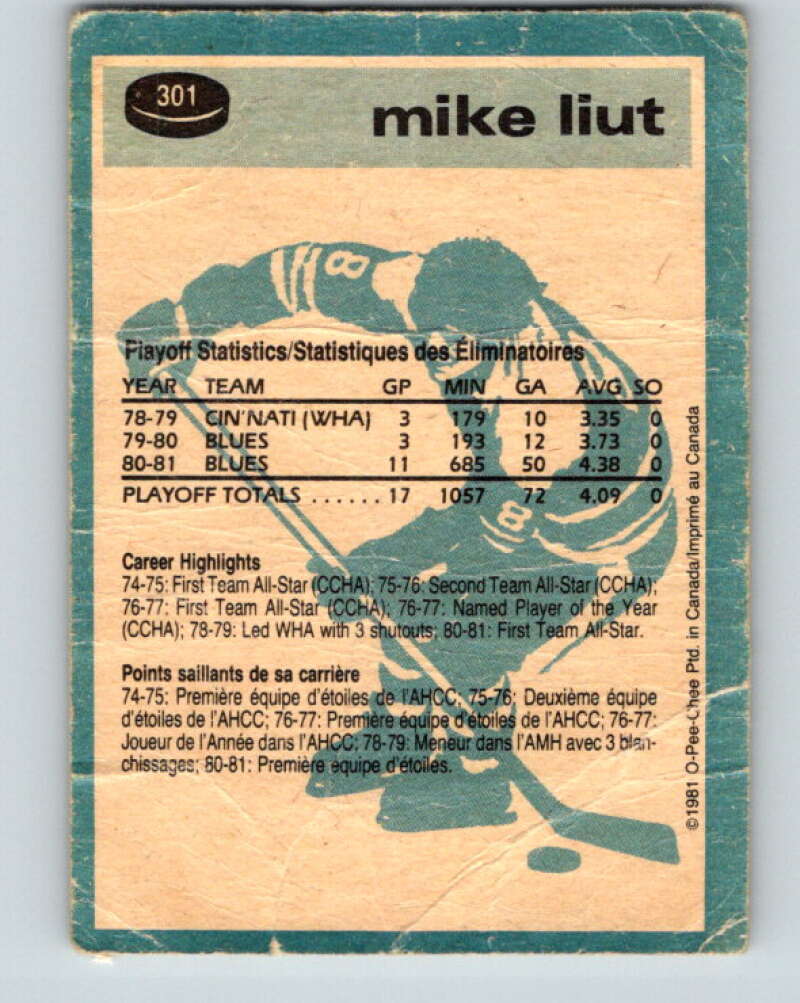 301
mike liut
8
Playoff Statistics/Statistiques des Éliminatoires
YEAR TEAM GP MIN GA AVG SO
78-79 CIN'NATI (WHA) 3 179 10 3.35 0
79-80 BLUES 3 193 12 3.73 0
80-81 BLUES 11 685 50 4.38 0
PLAYOFF TOTALS ...... 17 1057 72 4.09 0
8
Career Highlights
74-75: First Team All-Star (CCHA); 75-76: Second Team All-Star (CCHA);
76-77: First Team All-Star (CCHA); 76-77: Named Player of the Year
(CCHA); 78-79: Led WHA with 3 shutouts; 80-81: First Team All-Star.
Points saillants de sa carrière
74-75: Première équipe d'étoiles de l'AHCC; 75-76: Deuxième équipe
d'étoiles de l'AHCC; 76-77: Première équipe d'étoiles de l'AHCC; 76-77:
Joueur de l'Année dans l'AHCC; 78-79: Meneur dans l'AMH avec 3 blan-
chissages; 80-81: Première équipe d'étoiles.
©1981 O-Pee-Chee Ptd. in Canada/Imprimé au Canada